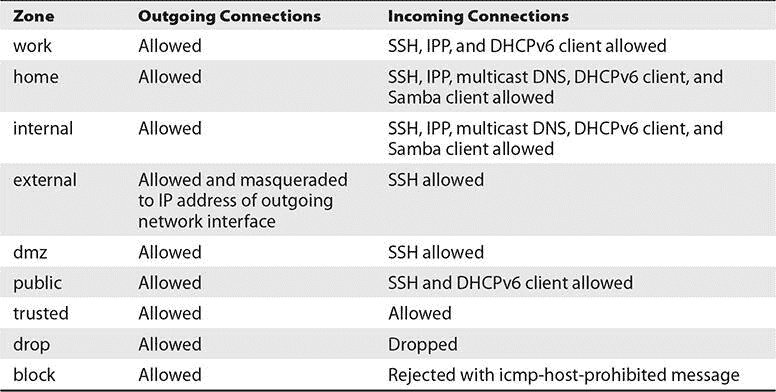 Zone Outgoing Connections Incoming Connections
work Allowed SSH, IPP, and DHCPv6 client allowed
home Allowed SSH, IPP, multicast DNS, DHCPv6 client, and
Samba client allowed
internal Allowed SSH, IPP, multicast DNS, DHCPv6 client, and
Samba client allowed
external Allowed and masqueraded SSH allowed
to IP address of outgoing
network interface
dmz Allowed SSH allowed
public Allowed SSH and DHCPv6 client allowed
trusted Allowed Allowed
drop Allowed Dropped
block Allowed Rejected with icmp-host-prohibited message